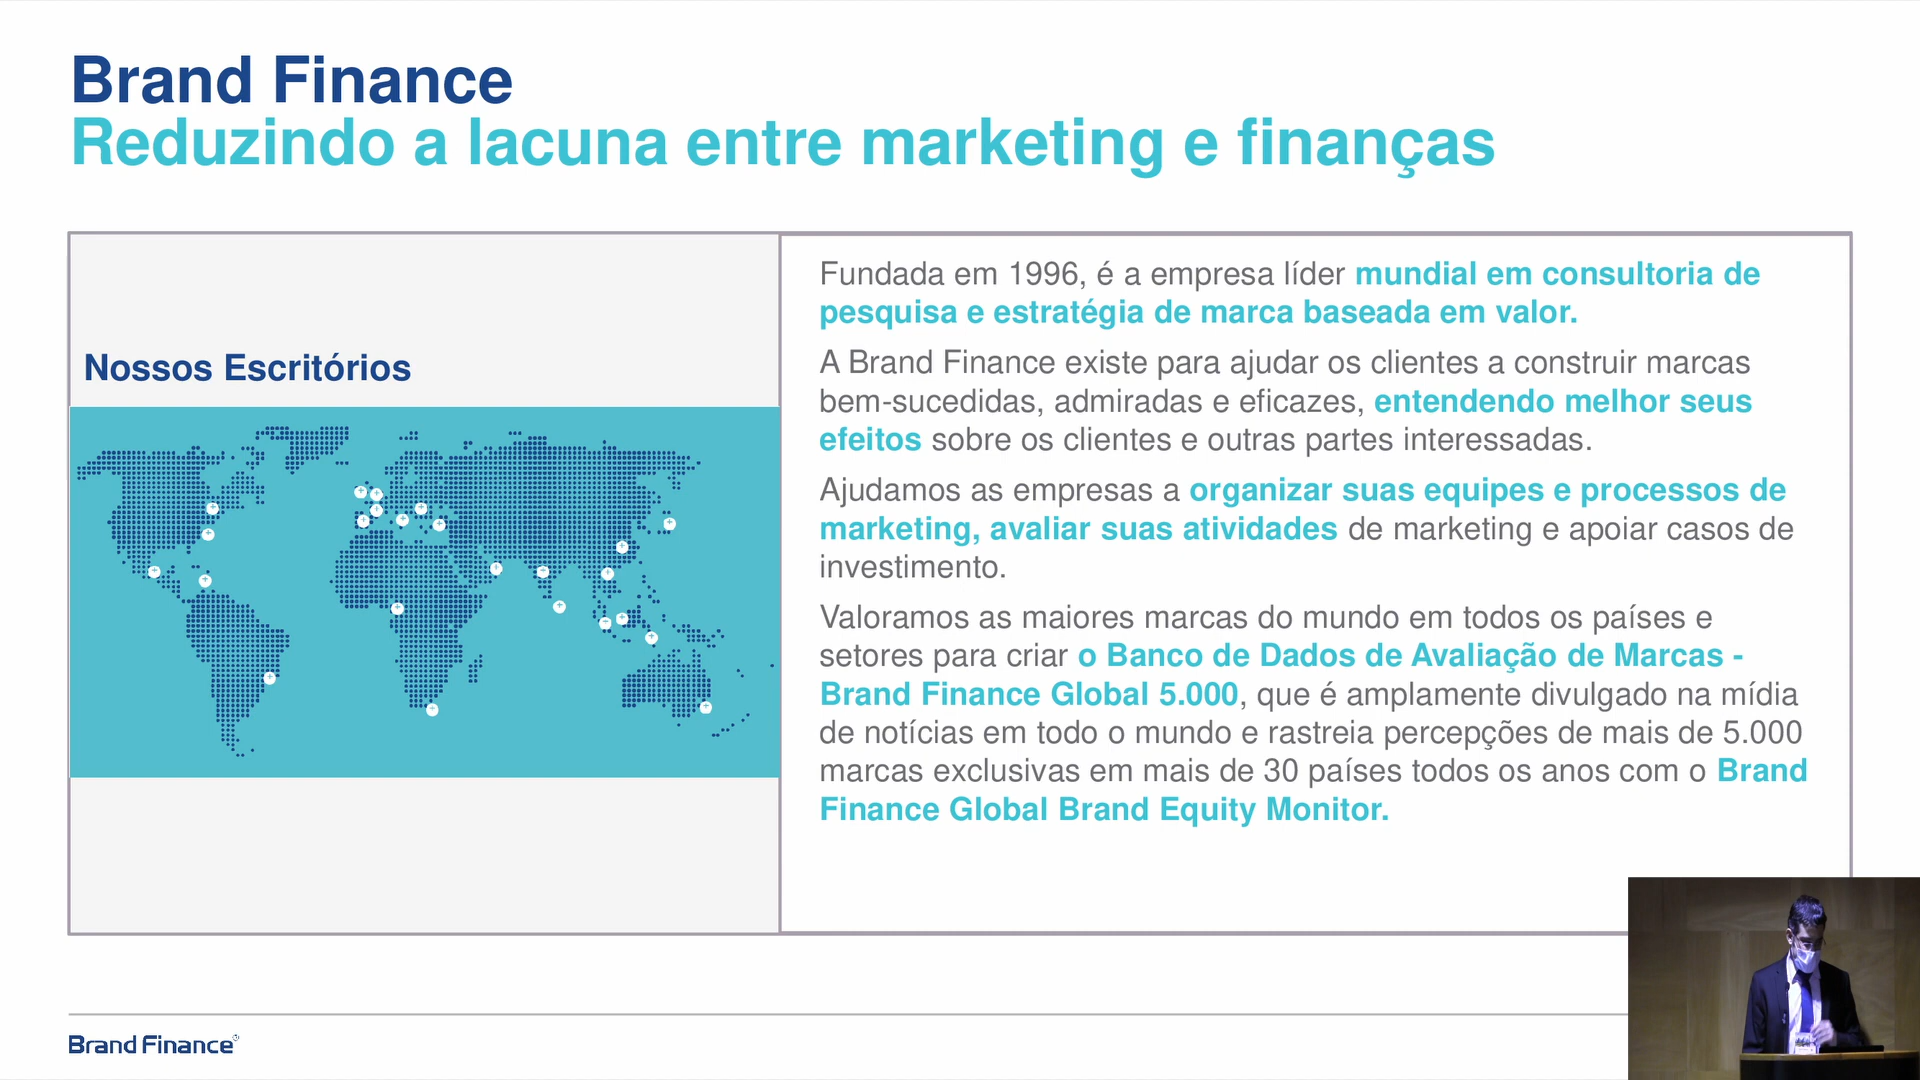 Brand Finance
Reduzindo a lacuna entre marketing e finanças
Nossos Escritórios
Fundada em 1996, é a empresa líder mundial em consultoria de
pesquisa e estratégia de marca baseada em valor.
A Brand Finance existe para ajudar os clientes a construir marcas
bem-sucedidas, admiradas e eficazes, entendendo melhor seus
efeitos sobre os clientes e outras partes interessadas.
Ajudamos as empresas a organizar suas equipes e processos de
marketing, avaliar suas atividades de marketing e apoiar casos de
investimento.
Valoramos as maiores marcas do mundo em todos os países e
setores para criar o Banco de Dados de Avaliação de Marcas -
Brand Finance Global 5.000, que é amplamente divulgado na mídia
de notícias em todo o mundo e rastreia percepções de mais de 5.000
marcas exclusivas em mais de 30 países todos os anos com o Brand
Finance Global Brand Equity Monitor.
Brand Finance®